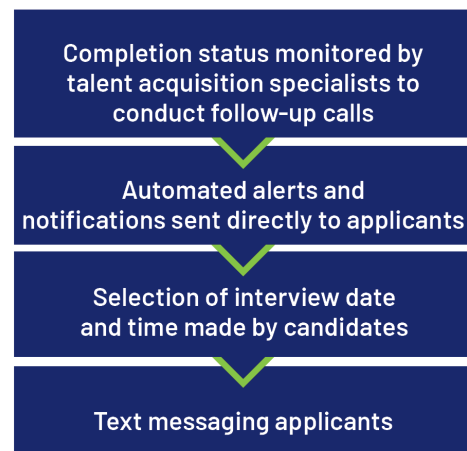 Completion status monitored by
talent acquisition specialists to
conduct follow-up calls
Automated alerts and
notifications sent directly to applicants
Selection of interview date
and time made by candidates
Text messaging applicants